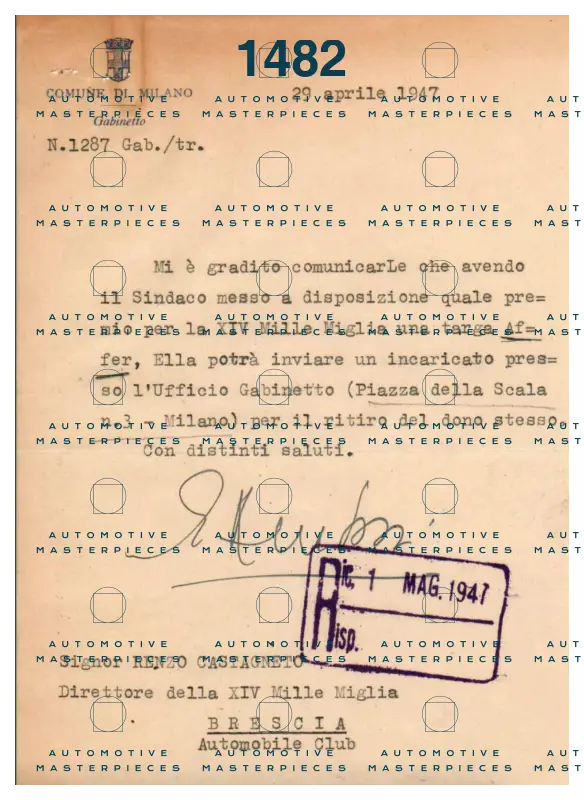 1482
COMUNE DI MILANO
29 aprile 1947
Gabinetto
N.1287 Gab./tr.
Mi è gradito comunicarLe che avendo
il Sindaco messo a disposizione quale pre=
mio per la XIV Mille Miglia una targa Af=
fer, Ella potrà inviare un incaricato pres=
so l'Ufficio Gabinetto (Piazza della Scala
n.3 - Milano) per il ritiro del dono stesso.
Con distinti saluti.
Ric. 1 MAG. 1947
Risp.
Signor RENZO CASTAGNETO
Direttore della XIV Mille Miglia
BRESCIA
Automobile Club
AUTOMOTIVE
MASTERPIECES